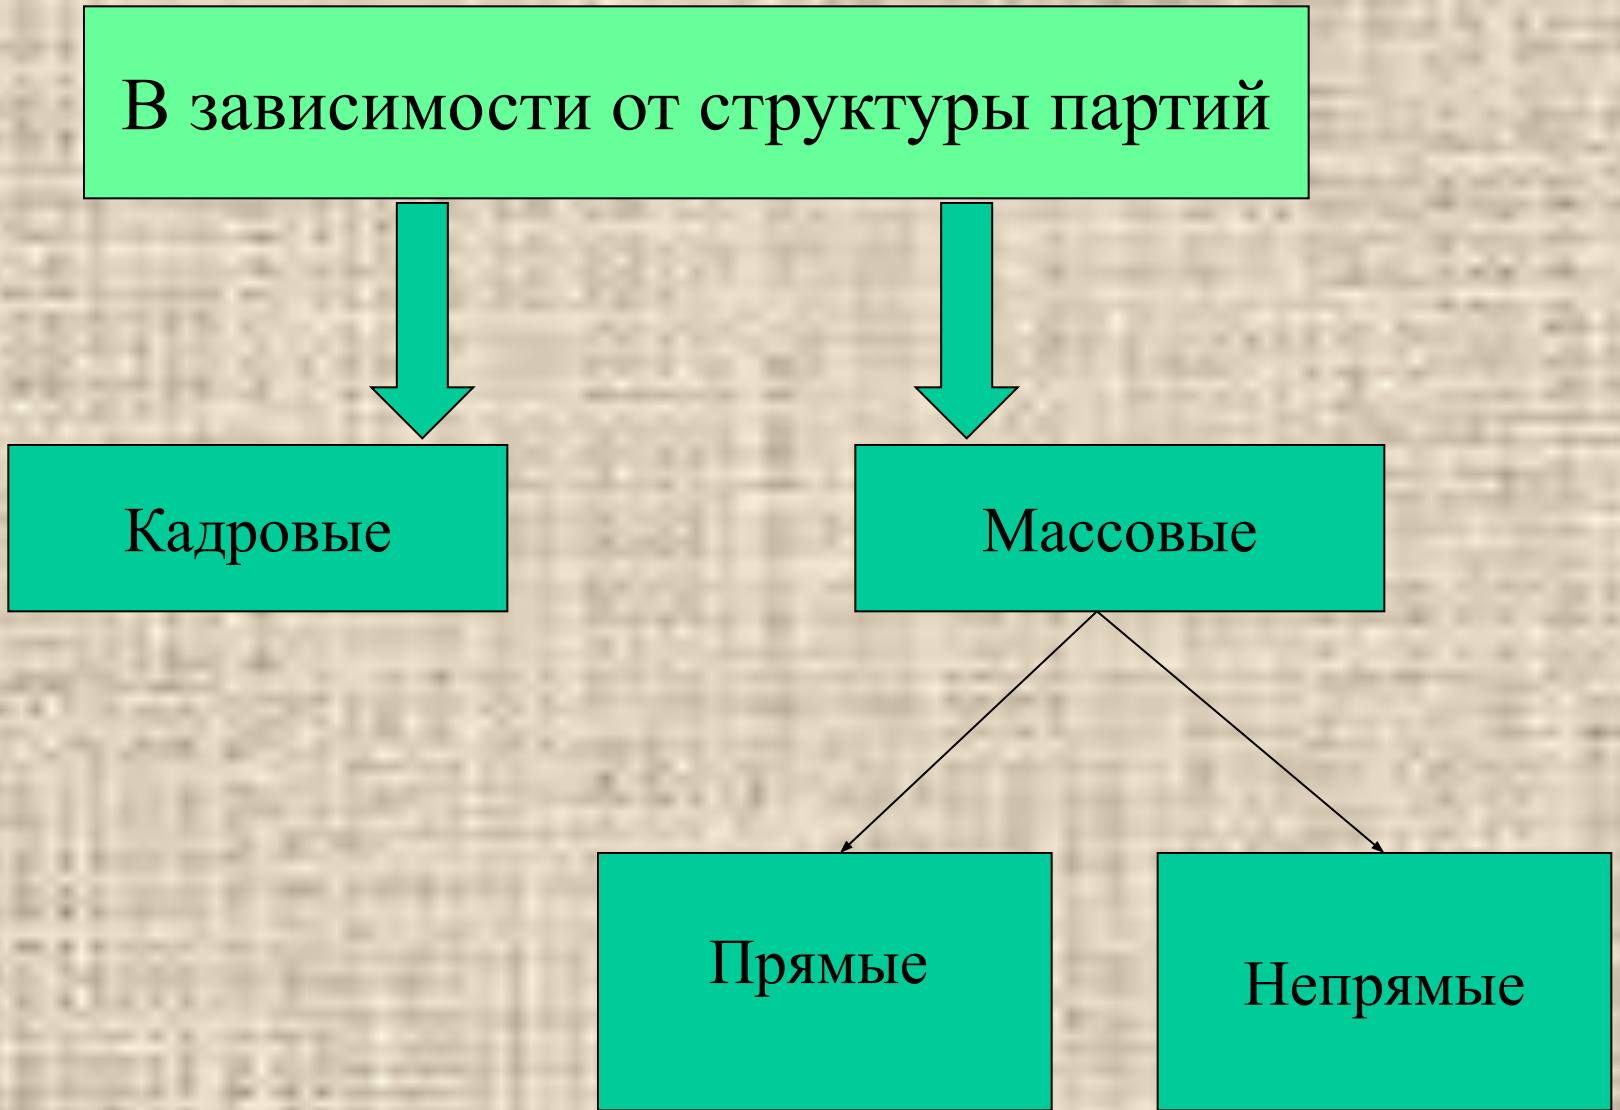 В зависимости от структуры партий
Кадровые
Массовые
Прямые
Непрямые